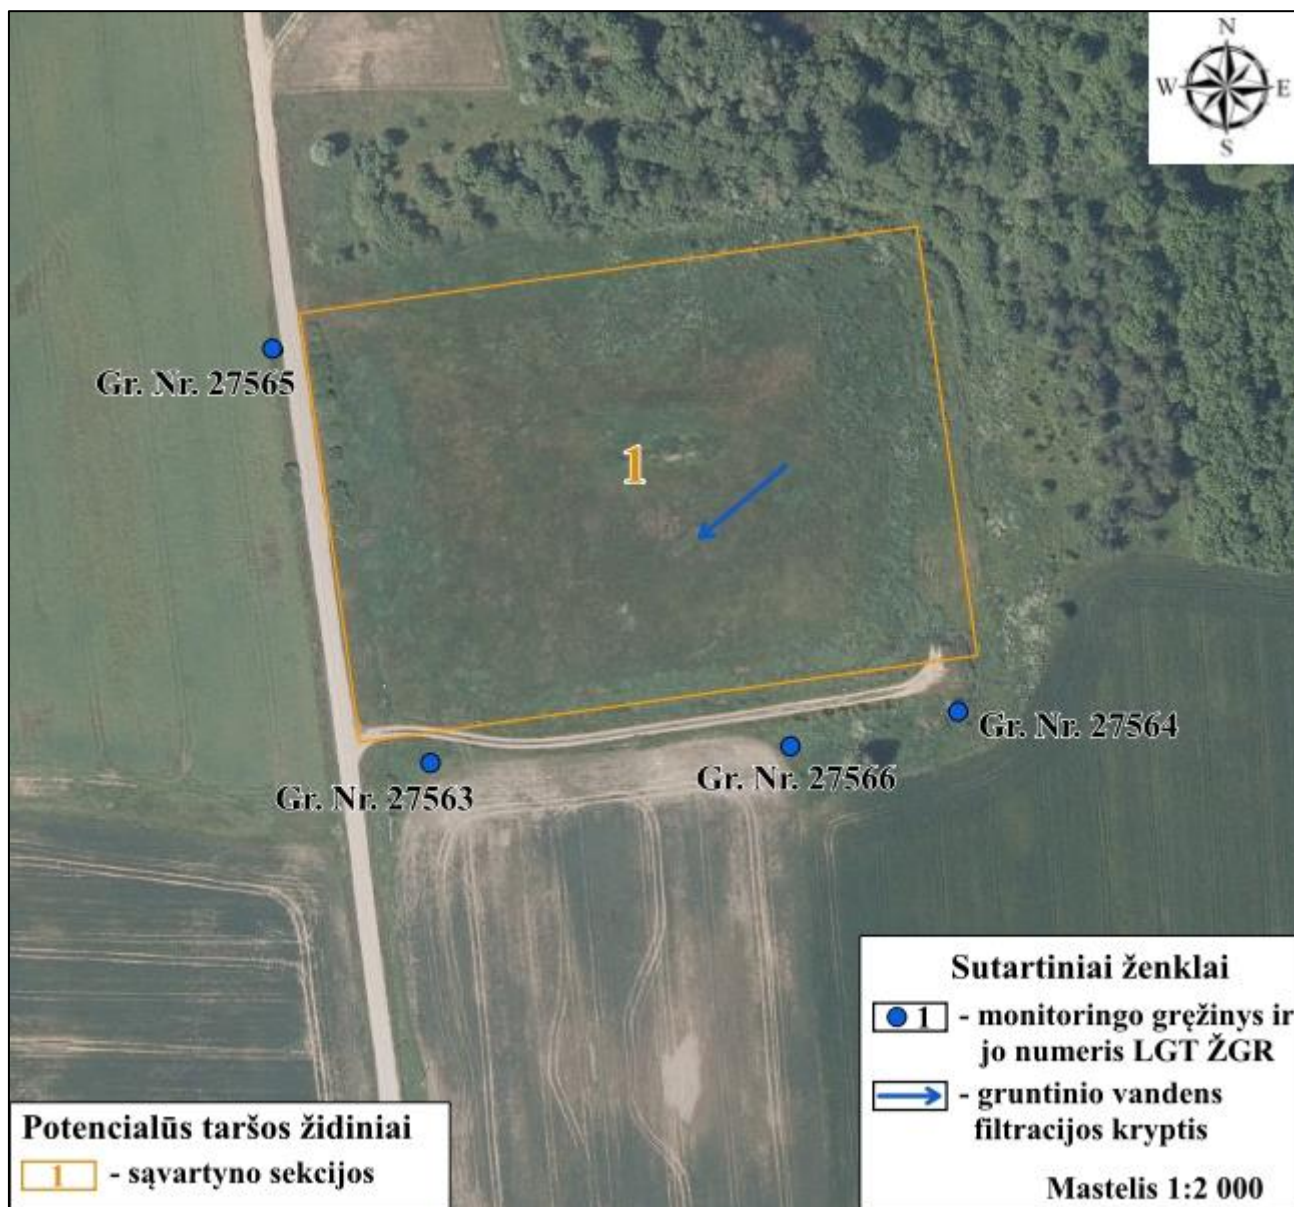 N
W E
S
Gr. Nr. 27565
1
Gr. Nr. 27564
Gr. Nr. 27566
Gr. Nr. 27563
Sutartiniai ženklai
1 - monitoringo gręžinys ir
jo numeris LGT ŽGR
- gruntinio vandens
filtracijos kryptis
Mastelis 1:2 000
Potencialūs taršos židiniai
1 - sąvartyno sekcijos